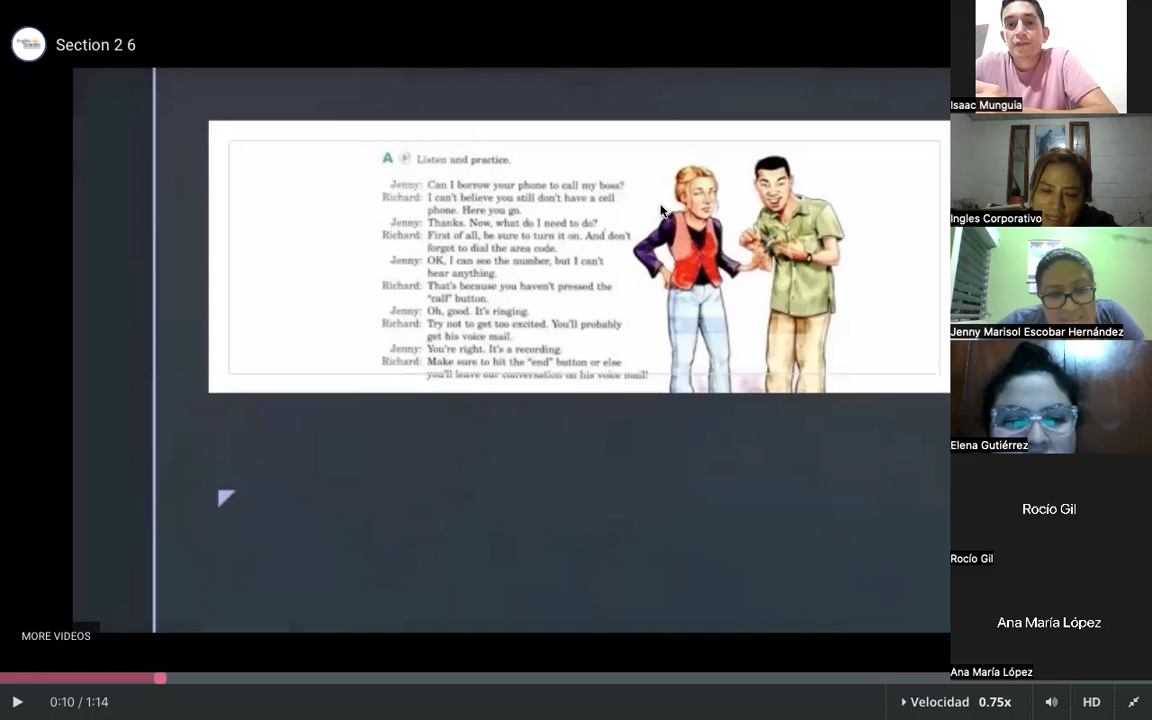 Section 2 6
A Listen and practice.
Jenny: Can I borrow your phone to call my boss?
Richard: I can't believe you still don't have a cell
phone. Here you go.
Jenny: Thanks. Now, what do I need to do?
Richard: First of all, be sure to turn it on. And don't
forget to dial the area code.
Jenny: OK, I can see the number, but I can't
hear anything.
Richard: That's because you haven't pressed the
"call" button.
Jenny: Oh, good. It's ringing.
Richard: Try not to get too excited. You'll probably
get his voice mail.
Jenny: You're right. It's a recording.
Richard: Make sure to hit the "end" button or else
you'll leave our conversation on his voice mail!
MORE VIDEOS
0:10 / 1:14
Velocidad 0.75x
HD
Isaac Munguia
Ingles Corporativo
Jenny Marisol Escobar Hernández
Elena Gutiérrez
Rocío Gil
Rocío Gil
Ana María López
Ana María López